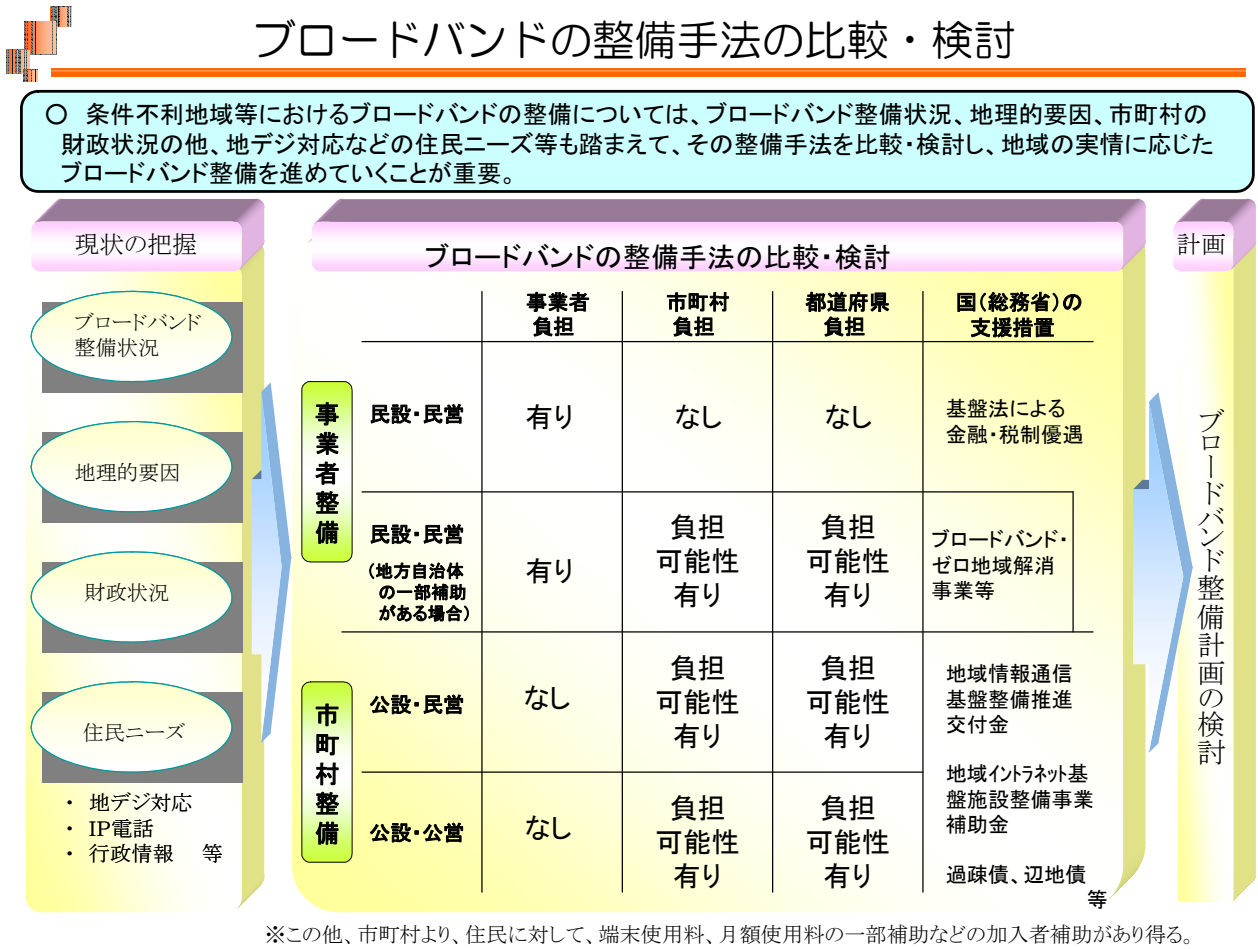 ブロードバンドの整備手法の比較・検討
○ 条件不利地域等におけるブロードバンドの整備については、ブロードバンド整備状況、地理的要因、市町村の
財政状況の他、地デジ対応などの住民ニーズ等も踏まえて、その整備手法を比較・検討し、地域の実情に応じた
ブロードバンド整備を進めていくことが重要。
現状の把握
ブロードバンド
整備状況
地理的要因
財政状況
住民ニーズ
・ 地デジ対応
・ IP電話
・ 行政情報 等
ブロードバンドの整備手法の比較・検討
事業者
負担
市町村
負担
都道府県
負担
国(総務省)の
支援措置
事業者整備
民設・民営
有り
なし
なし
基盤法による
金融・税制優遇
民設・民営
(地方自治体
の一部補助
がある場合)
有り
負担
可能性
有り
負担
可能性
有り
ブロードバンド・
ゼロ地域解消
事業等
市町村整備
公設・民営
なし
負担
可能性
有り
負担
可能性
有り
地域情報通信
基盤整備推進
交付金
公設・公営
なし
負担
可能性
有り
負担
可能性
有り
地域イントラネット基
盤施設整備事業
補助金
過疎債、辺地債
等
計画
ブロードバンド整備計画の検討
※この他、市町村より、住民に対して、端末使用料、月額使用料の一部補助などの加入者補助があり得る。